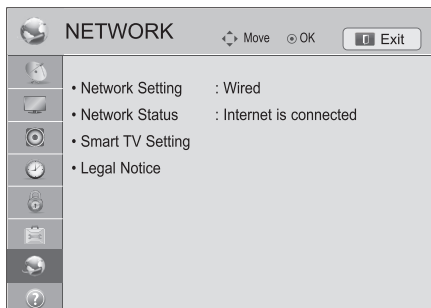 NETWORK Move OK Exit
• Network Setting : Wired
• Network Status : Internet is connected
• Smart TV Setting
• Legal Notice
?